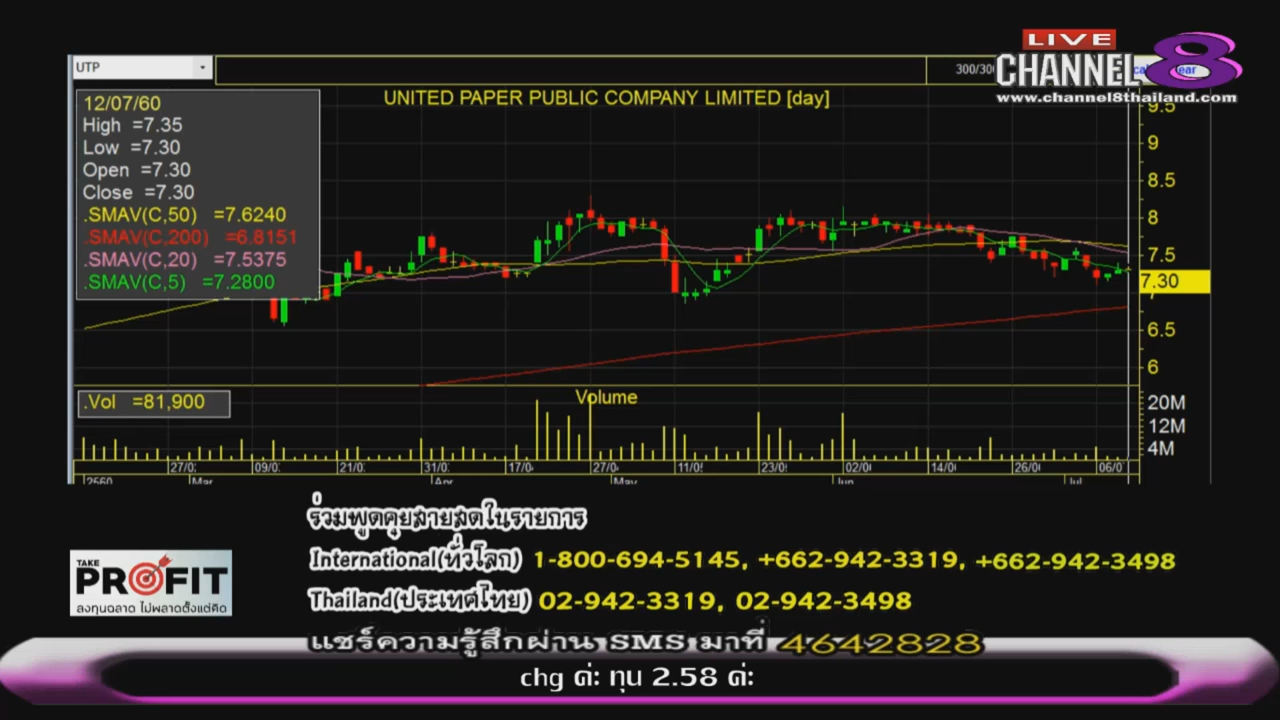 LIVE
CHANNEL 8
www.channel8thailand.com
UTP
300/300
UNITED PAPER PUBLIC COMPANY LIMITED [day]
12/07/60
High =7.35
Low =7.30
Open =7.30
Close =7.30
.SMAV(C,50) =7.6240
.SMAV(C,200) =6.8151
.SMAV(C,20) =7.5375
.SMAV(C,5) =7.2800
9.5
9
8.5
8
7.5
7.30
7
6.5
6
.Vol =81,900
Volume
20M
12M
4M
27/0 09/0 21/0 31/0 17/0 27/0 11/0 23/0 02/0 14/0 26/0 06/0
2560 Mar Apr May Jun Jul
ร่วมพูดคุยสายสดในรายการ
International(ทั่วโลก) 1-800-694-5145, +662-942-3319, +662-942-3498
TAKE
PROFIT
ลงทุนฉลาด ไม่พลาดตั้งแต่คิด
Thailand(ประเทศไทย) 02-942-3319, 02-942-3498
แชร์ความรู้สึกผ่าน SMS มาที่ 4642828
chg ค่ะ ทุน 2.58 ค่ะ